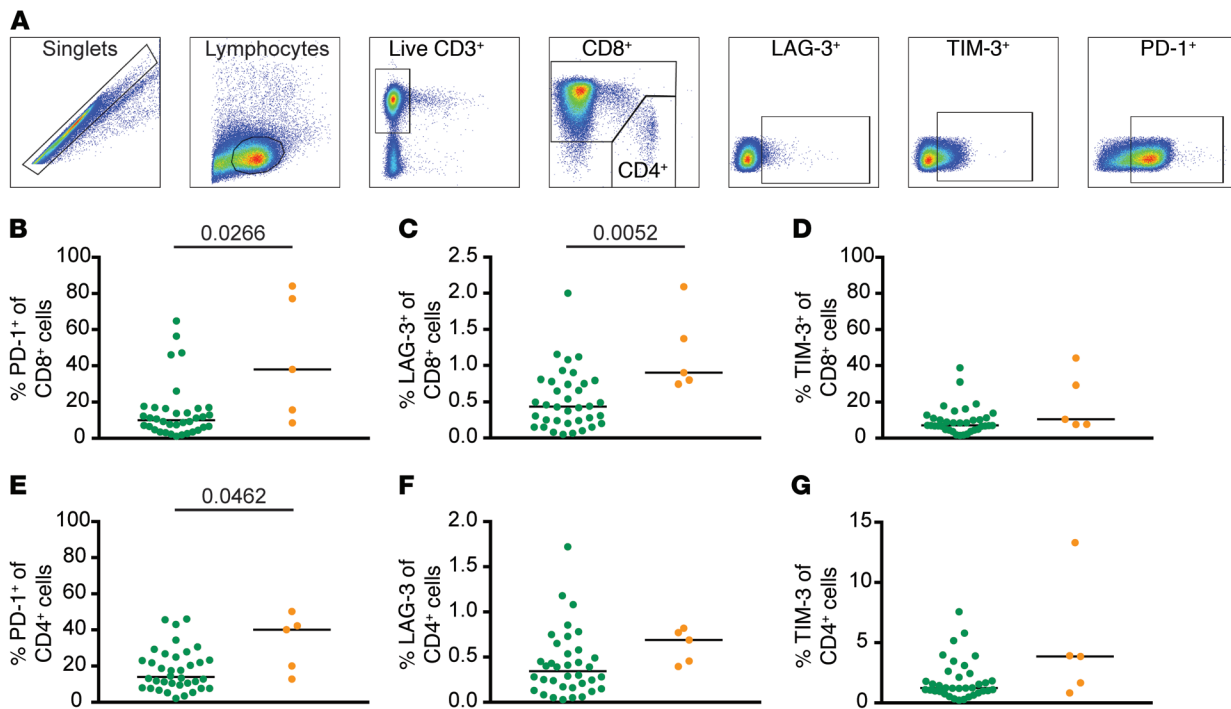 A
Singlets
Lymphocytes
Live CD3⁺
CD8⁺
CD4⁺
LAG-3⁺
TIM-3⁺
PD-1⁺
B
0.0266
% PD-1⁺ of
CD8⁺ cells
100
80
60
40
20
0
C
0.0052
% LAG-3⁺ of
CD8⁺ cells
2.5
2.0
1.5
1.0
0.5
0.0
D
% TIM-3⁺ of
CD8⁺ cells
100
80
60
40
20
0
E
0.0462
% PD-1⁺ of
CD4⁺ cells
100
80
60
40
20
0
F
% LAG-3 of
CD4⁺ cells
2.0
1.5
1.0
0.5
0.0
G
% TIM-3 of
CD4⁺ cells
15
10
5
0